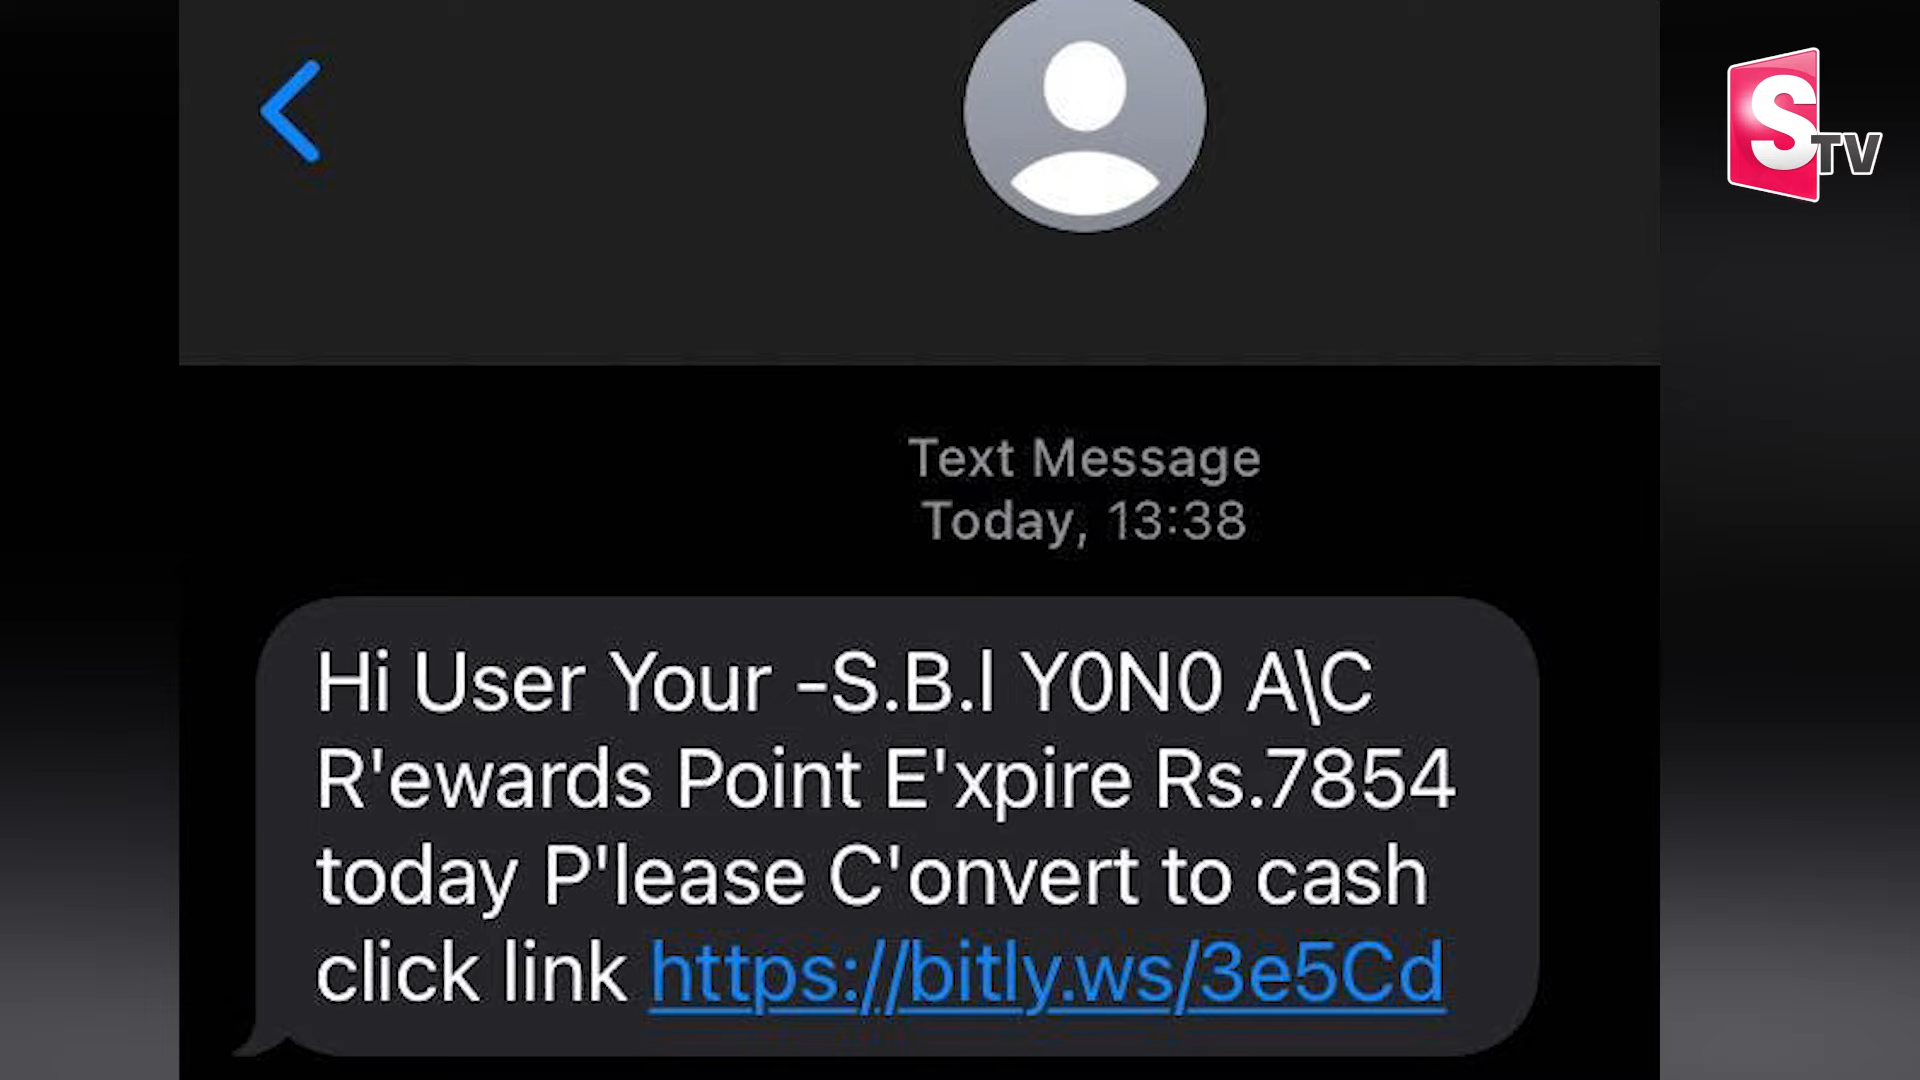 STV
Text Message
Today, 13:38
Hi User Your -S.B.I Y0N0 A\C
R'ewards Point E'xpire Rs.7854
today P'lease C'onvert to cash
click link https://bitly.ws/3e5Cd